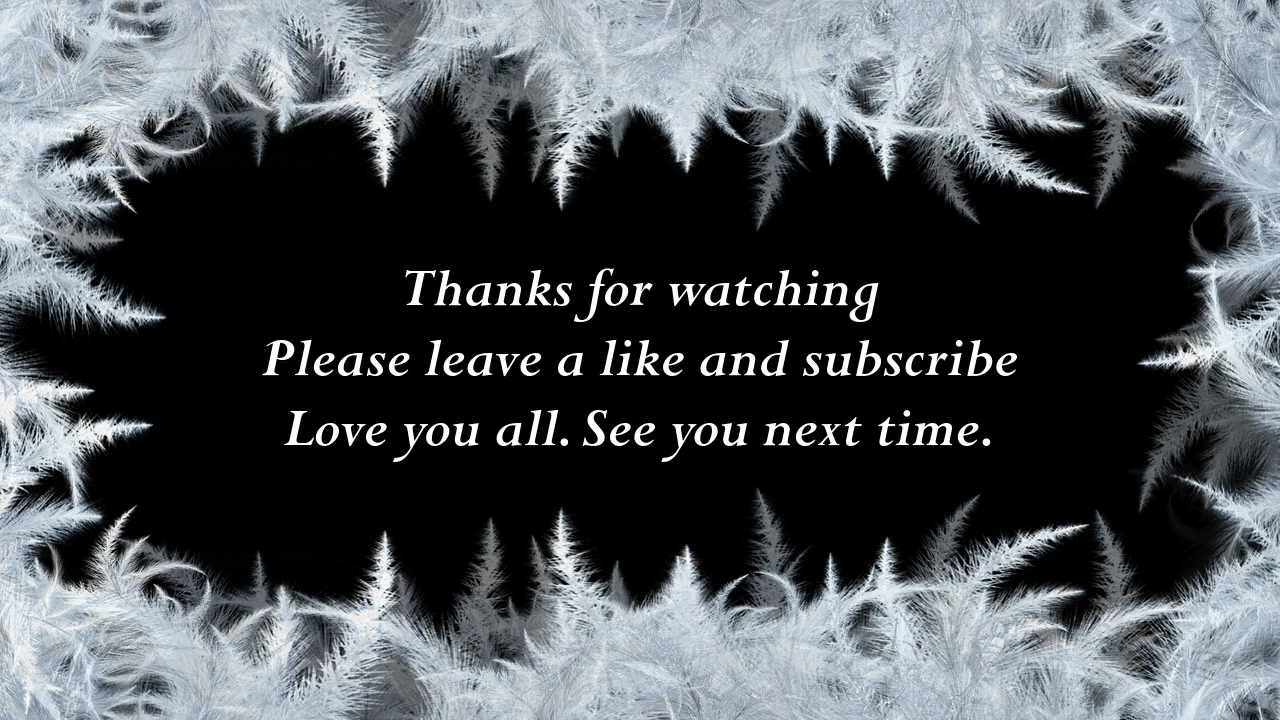 Thanks for watching
Please leave a like and subscribe
Love you all. See you next time.